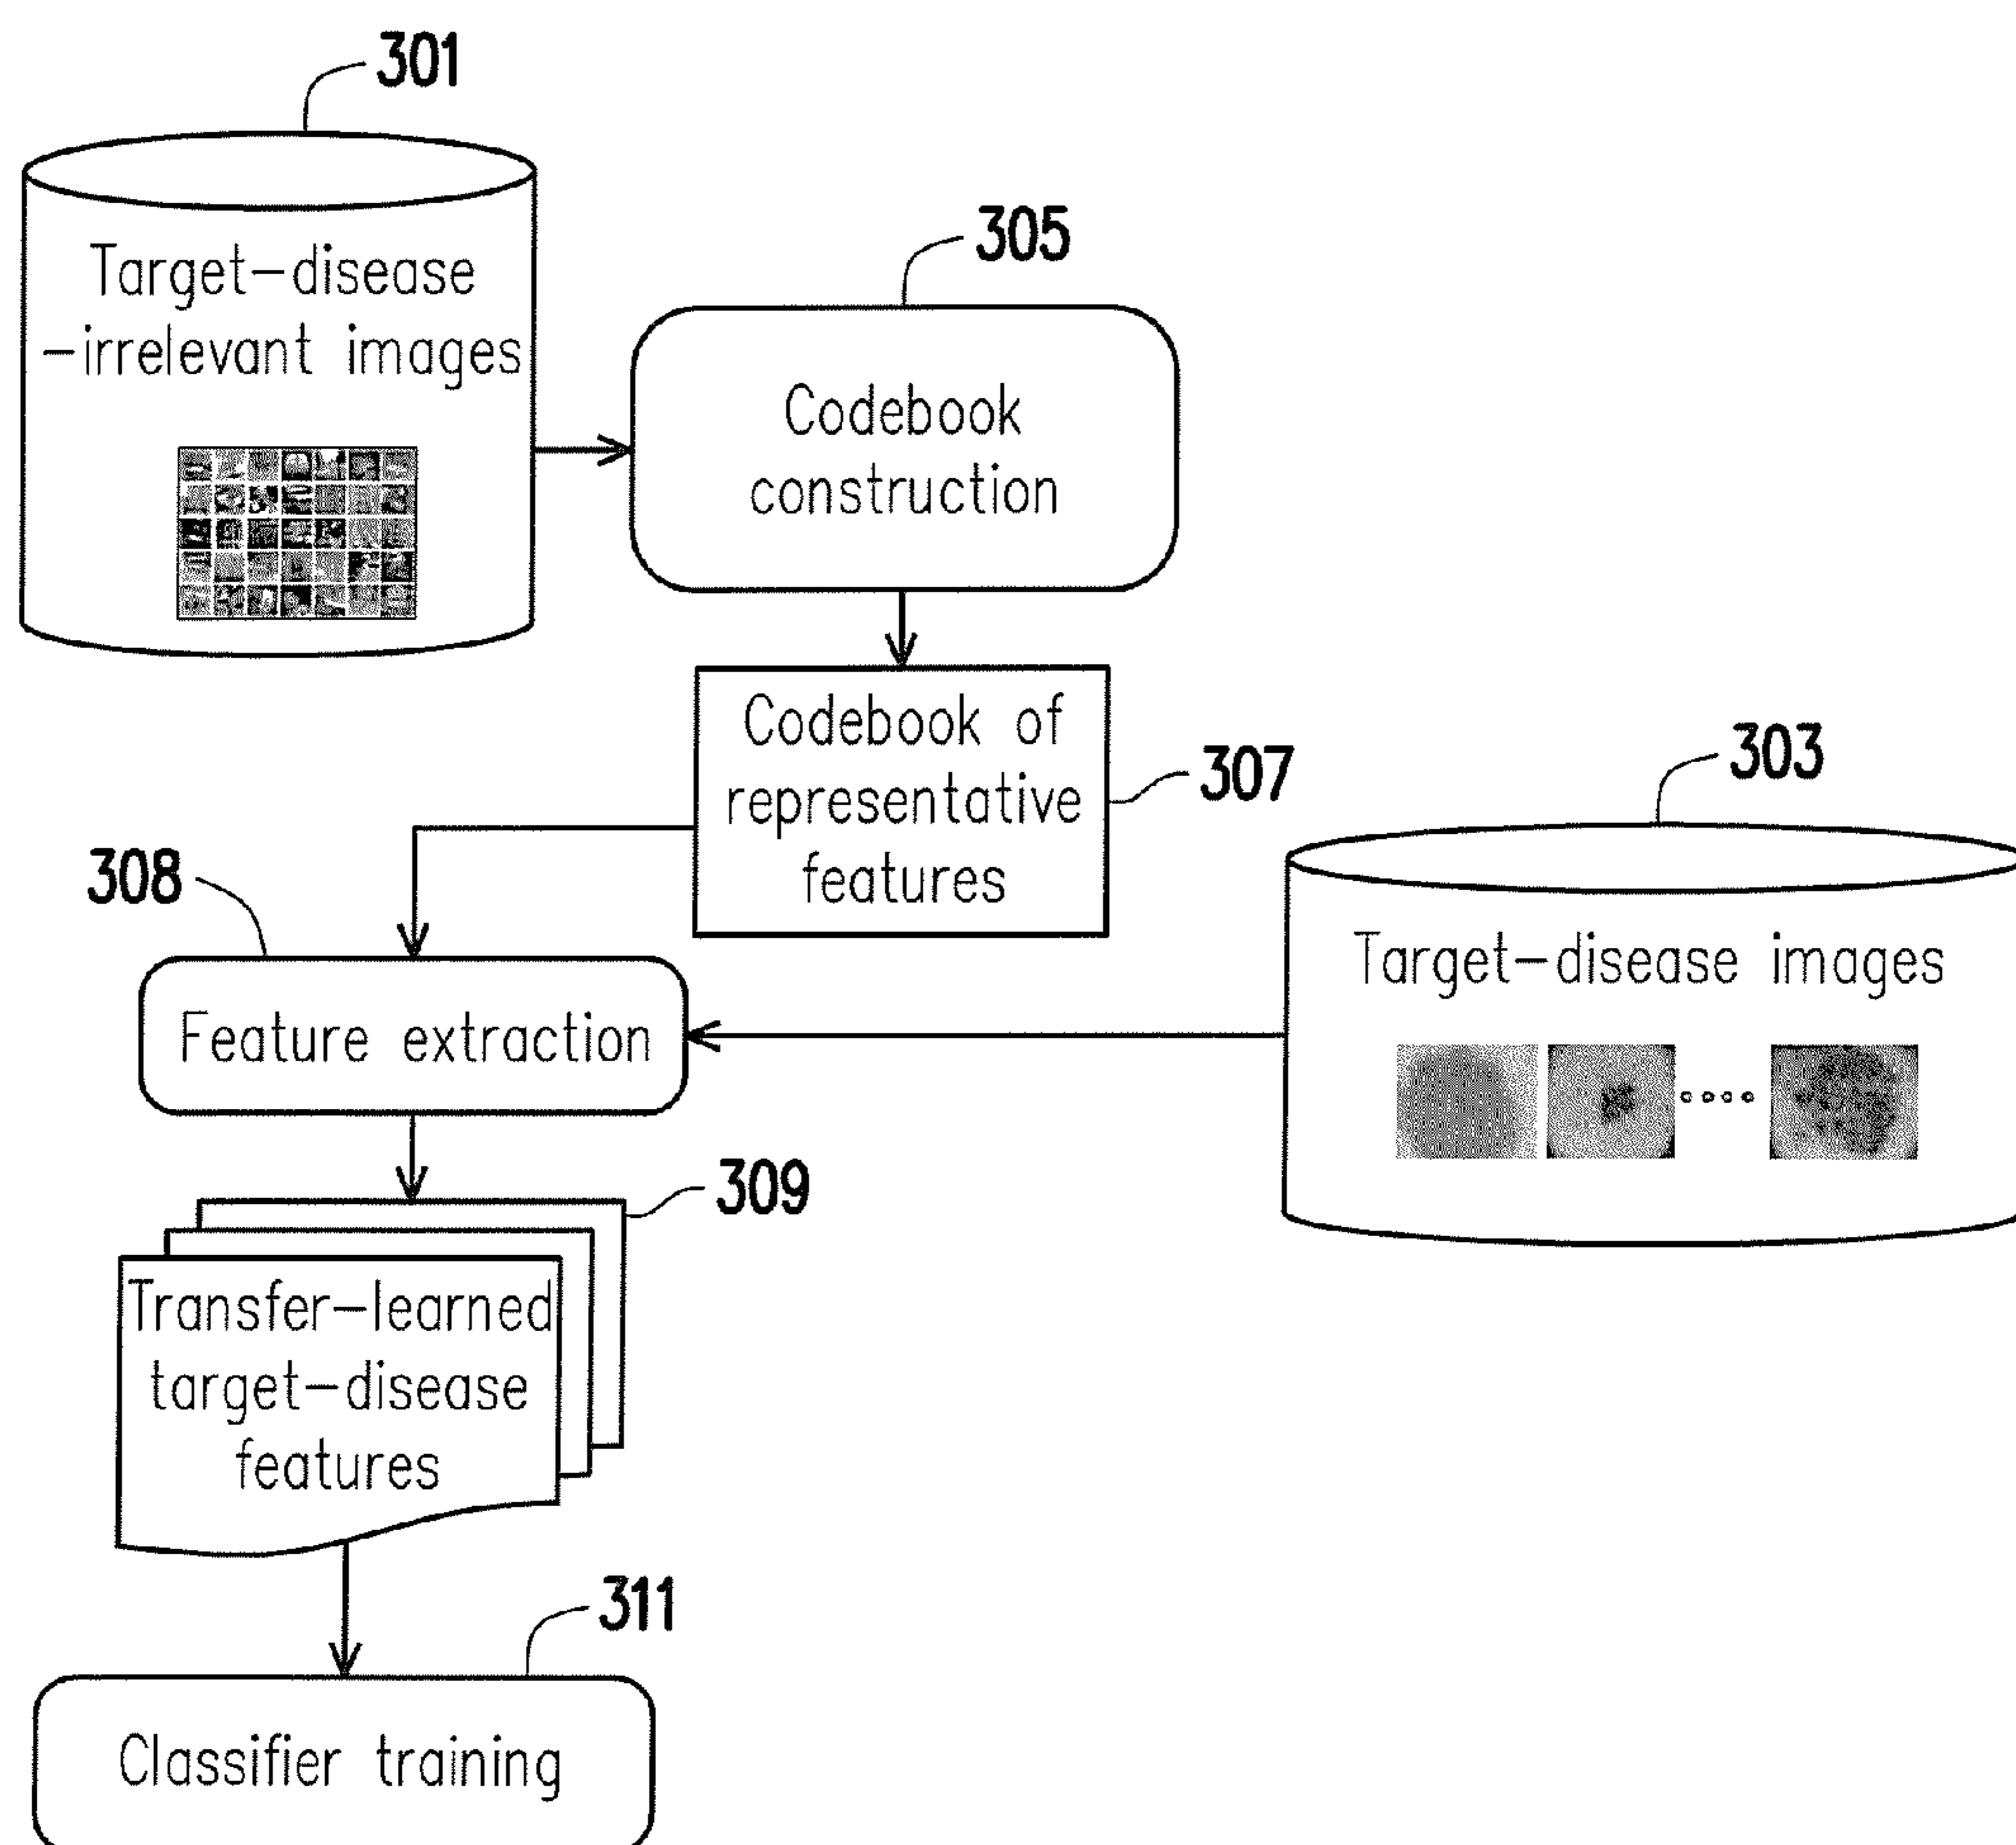 301
Target-disease
-irrelevant images
305
Codebook
construction
Codebook of
representative
features
307
303
Target-disease images
308
Feature extraction
309
Transfer-learned
target-disease
features
311
Classifier training